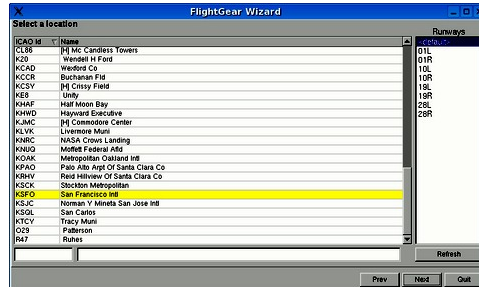 FlightGear Wizard
Select a location
ICAO Id Name
CL86 [H] Mc Candless Towers
K20 Wendell H Ford
KCAD Wexford Co
KCCR Buchanan Fld
KCSY [H] Crissy Field
KE8 Unity
KHAF Half Moon Bay
KHWD Hayward Executive
KJMC [H] Commodore Center
KLVK Livermore Muni
KNRC NASA Crows Landing
KNUQ Moffett Federal Afld
KOAK Metropolitan Oakland Intl
KPAO Palo Alto Arpt Of Santa Clara Co
KRHV Reid Hillview Of Santa Clara Co
KSCK Stockton Metropolitan
KSFO San Francisco Intl
KSJC Norman Y Mineta San Jose Intl
KSQL San Carlos
KTCY Tracy Muni
O29 Patterson
R47 Ruhes
Runways
<default>
01L
01R
10L
10R
19L
19R
28L
28R
Refresh
Prev Next Quit